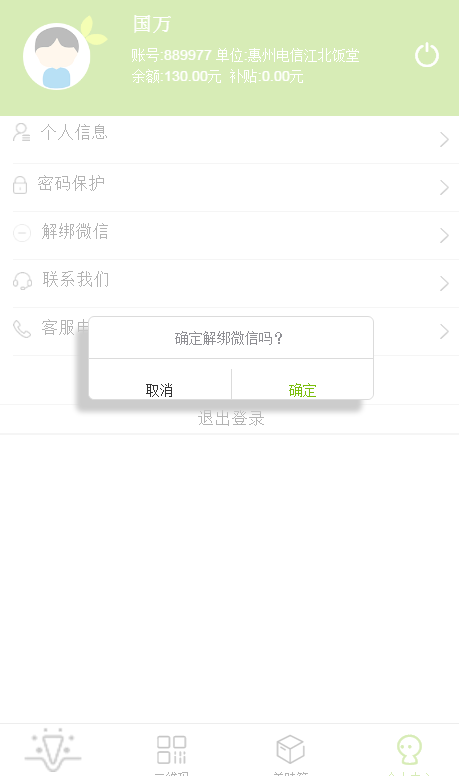 国万
账号:889977 单位:惠州电信江北饭堂
余额:130.00元 补贴:0.00元
个人信息
密码保护
解绑微信
联系我们
客服电
确定解绑微信吗?
取消
确定
退出登录